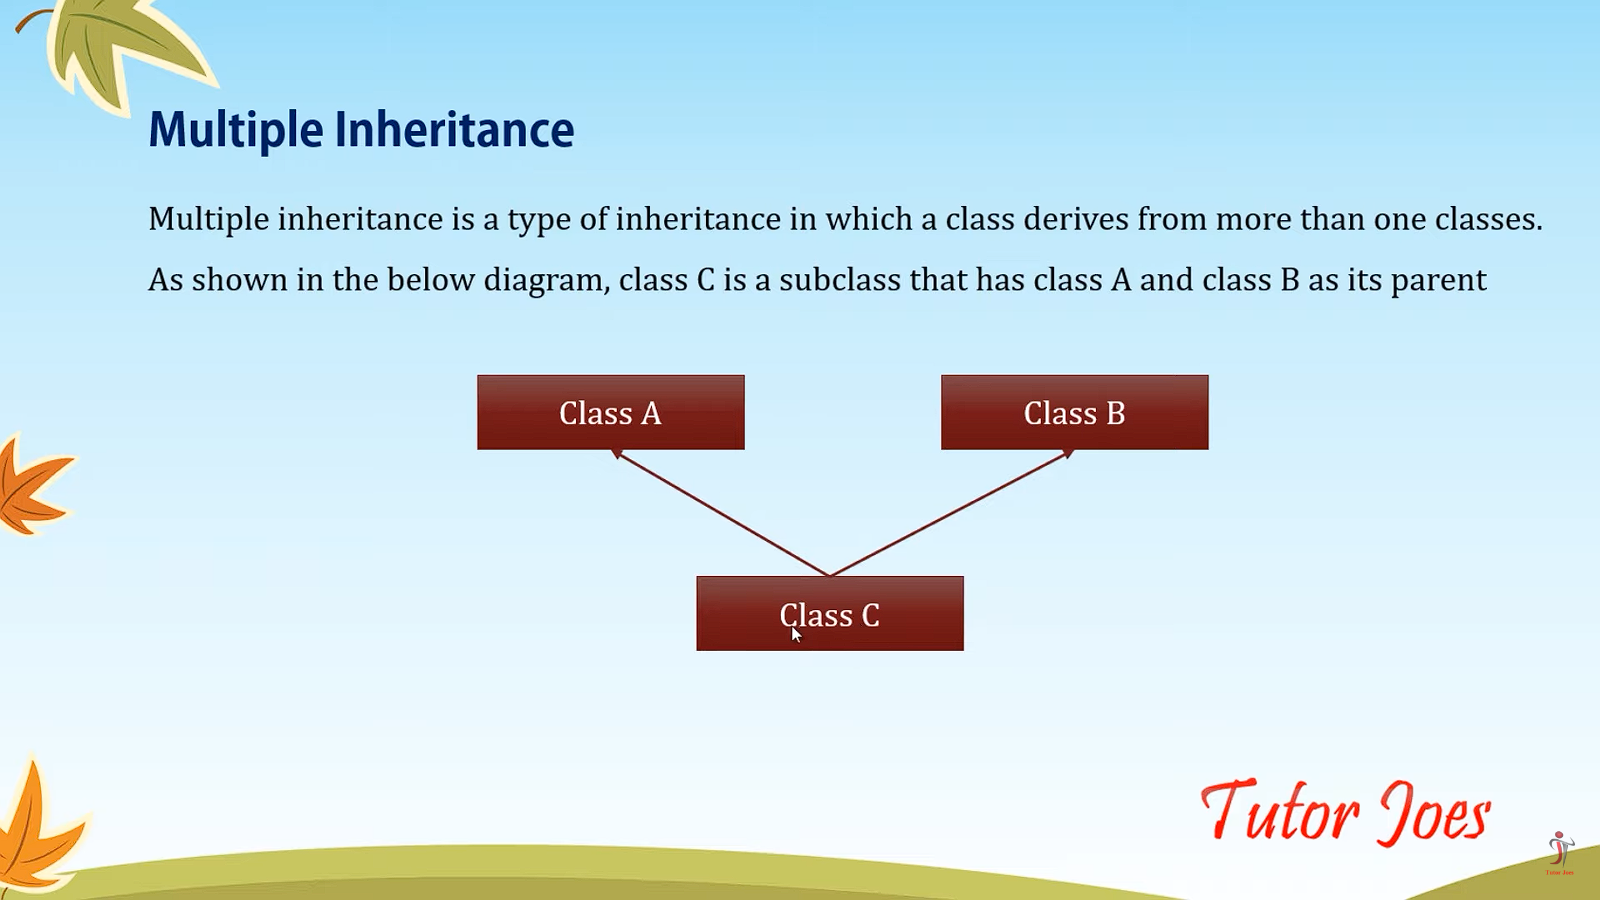 Multiple Inheritance
Multiple inheritance is a type of inheritance in which a class derives from more than one classes.
As shown in the below diagram, class C is a subclass that has class A and class B as its parent
Class A
Class B
Class C
Tutor Joes
Tutor Joes